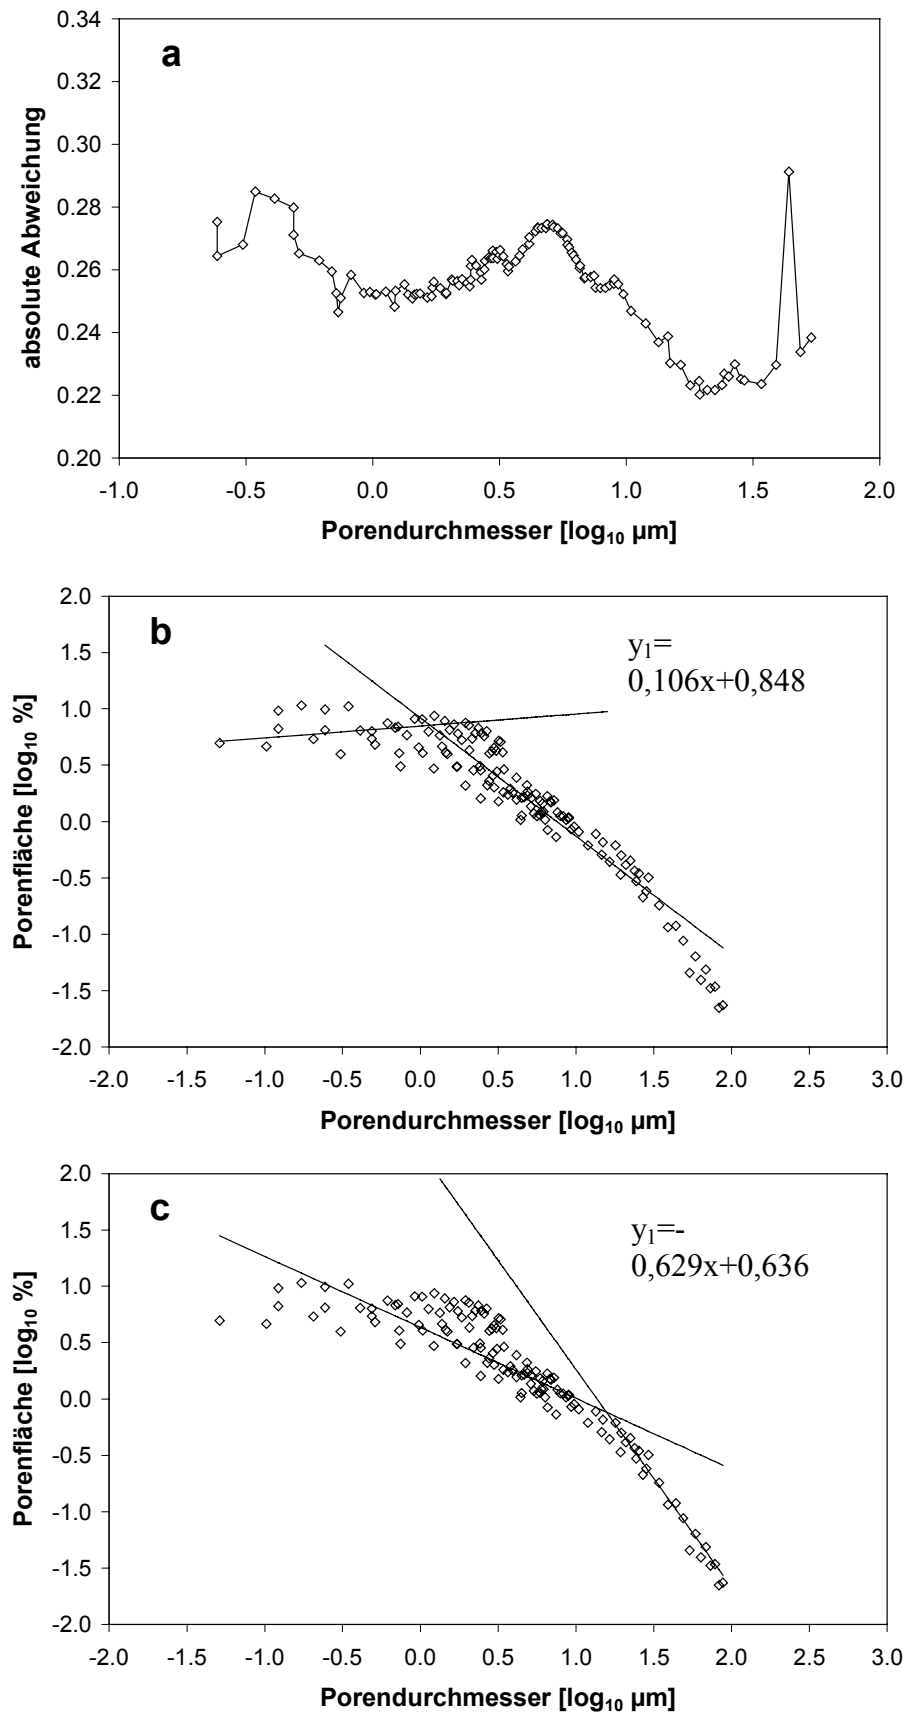 a
absolute Abweichung
0.34
0.32
0.30
0.28
0.26
0.24
0.22
0.20
-1.0 -0.5 0.0 0.5 1.0 1.5 2.0
Porendurchmesser [log₁₀ µm]
b
y₁=
0,106x+0,848
Porenfläche [log₁₀ %]
2.0
1.5
1.0
0.5
0.0
-0.5
-1.0
-1.5
-2.0
-2.0 -1.5 -1.0 -0.5 0.0 0.5 1.0 1.5 2.0 2.5 3.0
Porendurchmesser [log₁₀ µm]
c
y₁=-
0,629x+0,636
Porenfläche [log₁₀ %]
2.0
1.5
1.0
0.5
0.0
-0.5
-1.0
-1.5
-2.0
-2.0 -1.5 -1.0 -0.5 0.0 0.5 1.0 1.5 2.0 2.5 3.0
Porendurchmesser [log₁₀ µm]